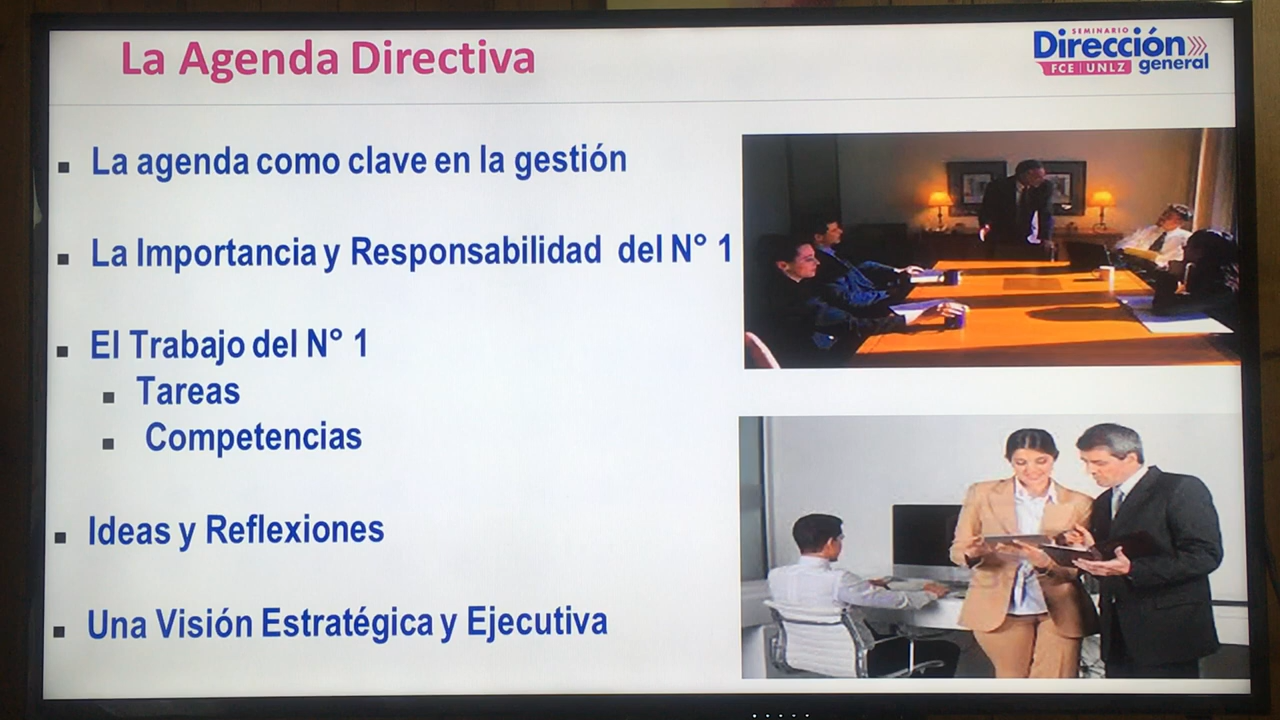 La Agenda Directiva
SEMINARIO
Dirección
general
FCE | UNLZ
▪ La agenda como clave en la gestión
▪ La Importancia y Responsabilidad del N° 1
▪ El Trabajo del N° 1
▪ Tareas
▪ Competencias
▪ Ideas y Reflexiones
▪ Una Visión Estratégica y Ejecutiva